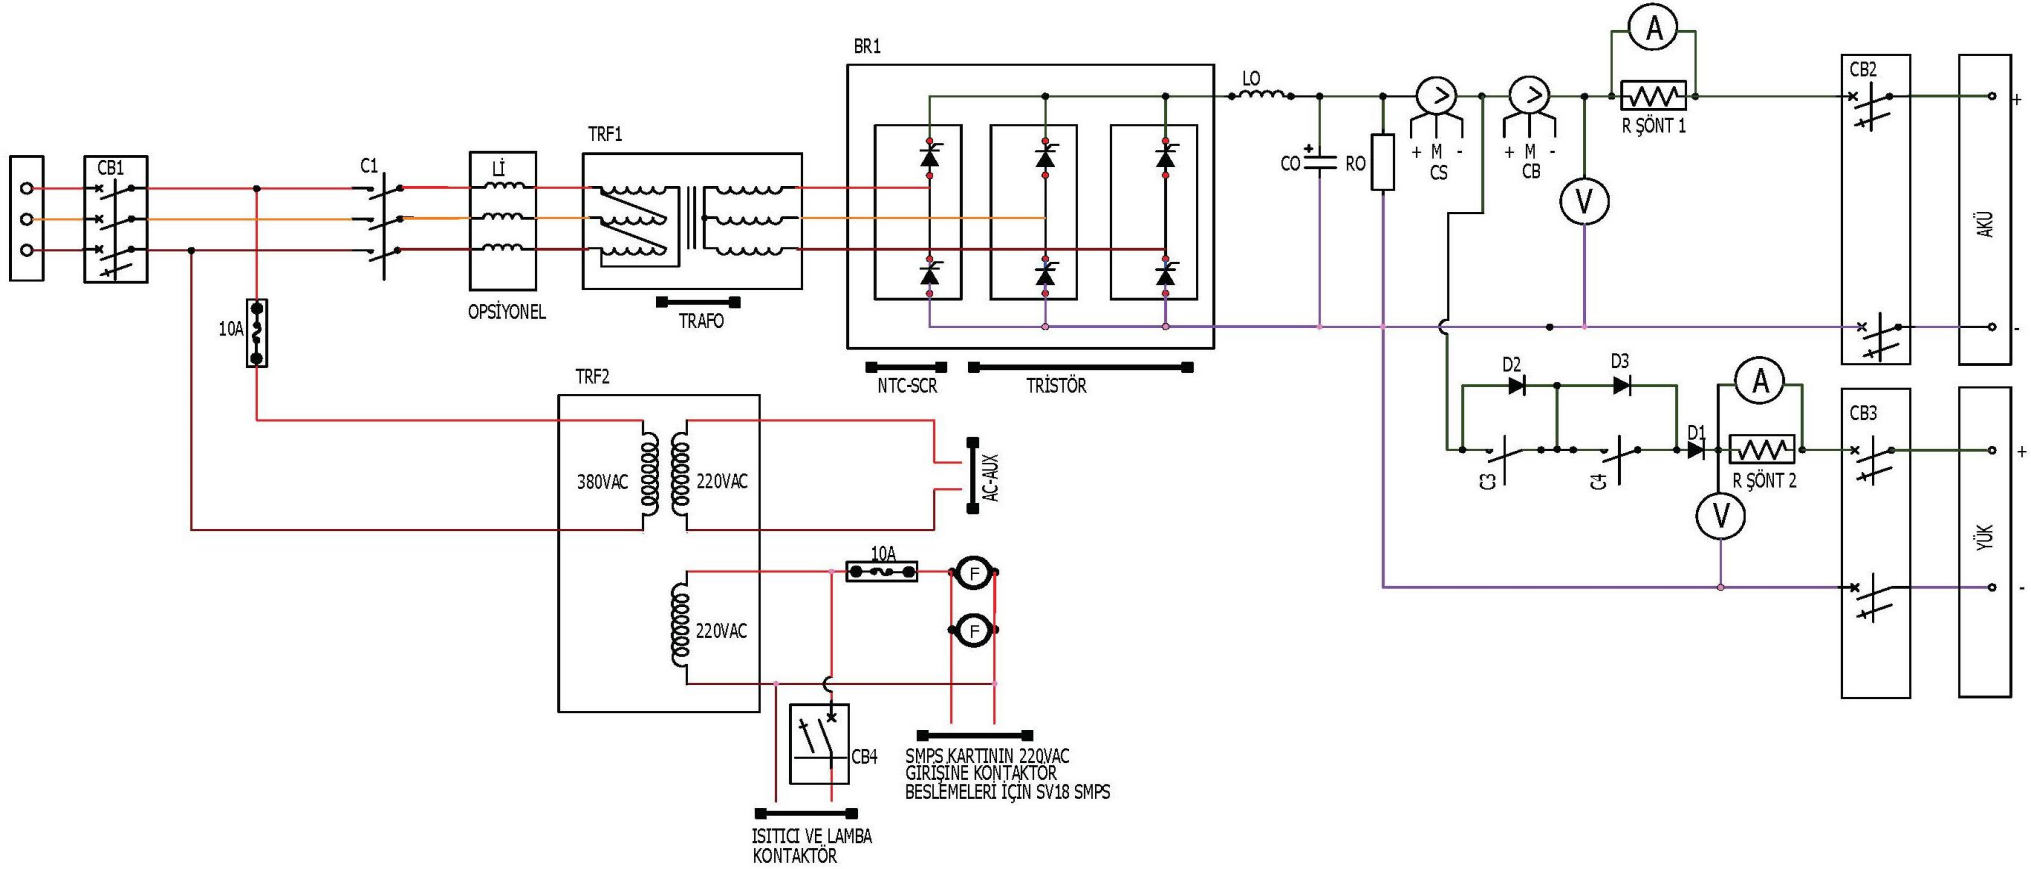 CB1
C1
Lİ
OPSİYONEL
TRF1
TRAFO
BR1
NTC-SCR
TRİSTÖR
LO
CO
+
RO
+ M -
CS
+ M -
CB
V
A
R ŞÖNT 1
CB2
+
AKÜ
-
10A
TRF2
380VAC
220VAC
AC-AUX
220VAC
10A
F
F
CB4
SMPS KARTININ 220VAC
GİRİŞİNE KONTAKTÖR
BESLEMELERİ İÇİN SV18 SMPS
ISITICI VE LAMBA
KONTAKTÖR
D2
D3
C3
C4
D1
A
R ŞÖNT 2
V
CB3
+
YÜK
-